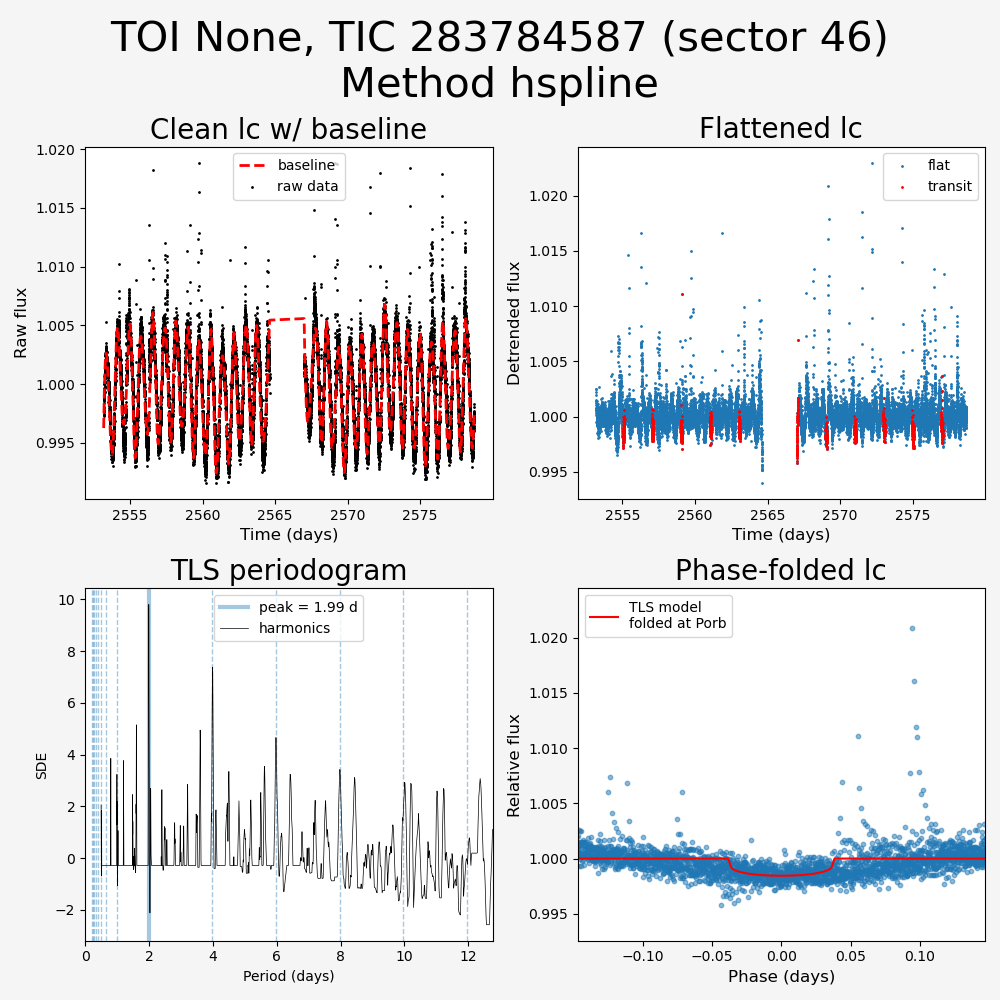 TOI None, TIC 283784587 (sector 46)
Method hspline
Clean lc w/ baseline
Flattened lc
baseline
raw data
flat
transit
1.020
1.015
1.010
1.005
1.000
0.995
Raw flux
2555
2560
2565
2570
2575
Time (days)
1.020
1.015
1.010
1.005
1.000
0.995
Detrended flux
2555
2560
2565
2570
2575
Time (days)
TLS periodogram
Phase-folded lc
peak = 1.99 d
harmonics
TLS model
folded at Porb
10
8
6
4
2
0
−2
SDE
0
2
4
6
8
10
12
Period (days)
1.020
1.015
1.010
1.005
1.000
0.995
Relative flux
−0.10
−0.05
0.00
0.05
0.10
Phase (days)